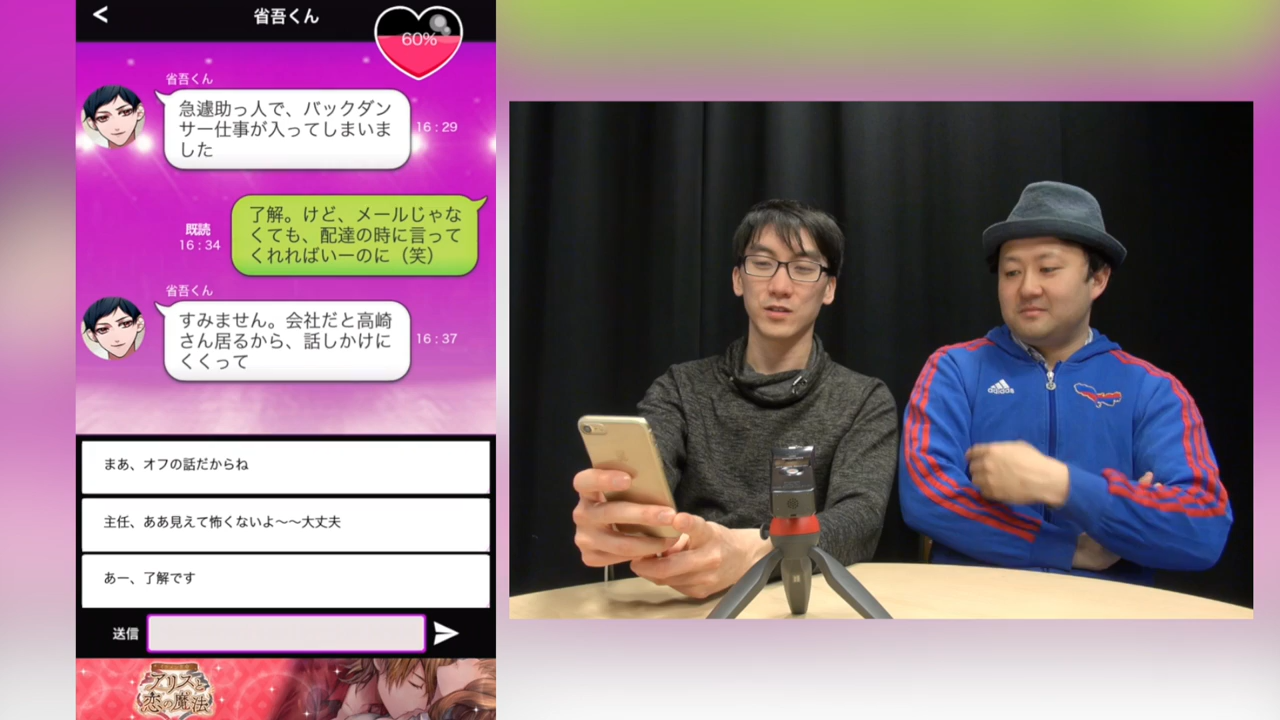 省吾くん
60%
省吾くん
急遽助っ人で、バックダン
サー仕事が入ってしまいま
した
16:29
了解。けど、メールじゃな
くても、配達の時に言って
くれればいーのに（笑）
既読
16:34
省吾くん
すみません。会社だと高崎
さん居るから、話しかけに
くくって
16:37
まあ、オフの話だからね
主任、ああ見えて怖くないよ〜〜大丈夫
あー、了解です
送信
アリスと
恋の魔法
adidas